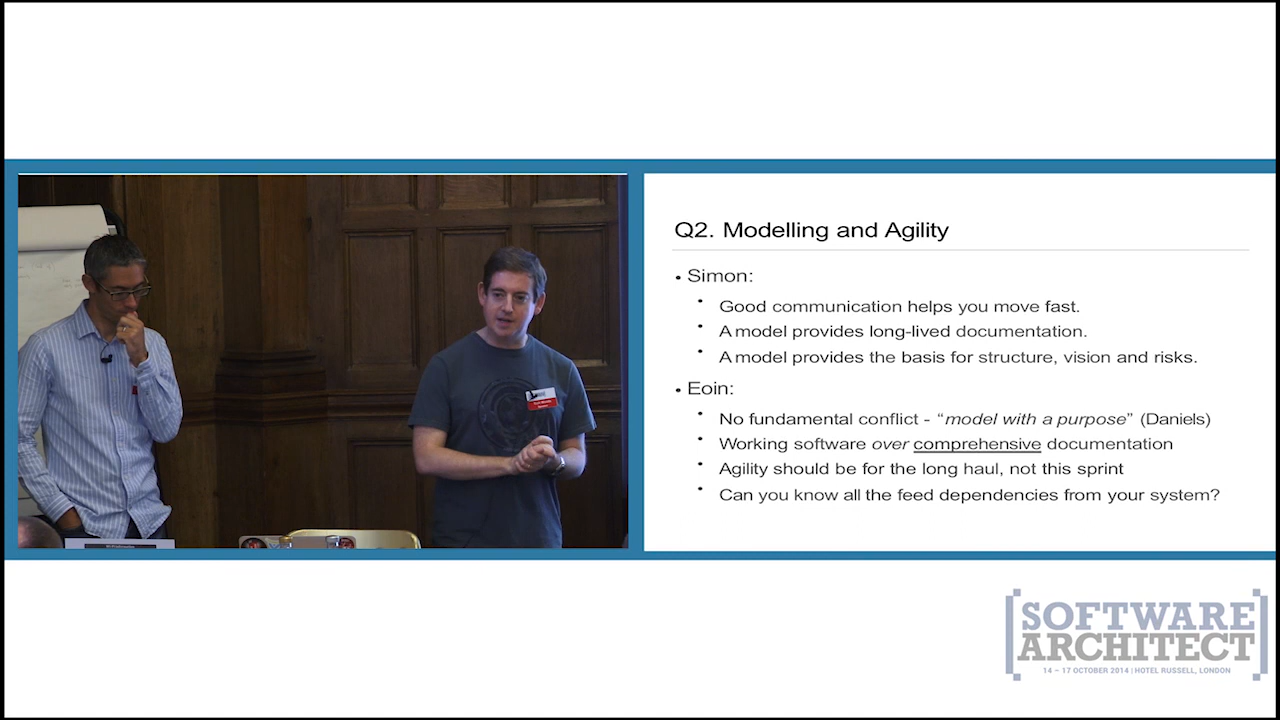 Q2. Modelling and Agility
• Simon:
• Good communication helps you move fast.
• A model provides long-lived documentation.
• A model provides the basis for structure, vision and risks.
• Eoin:
• No fundamental conflict - “model with a purpose” (Daniels)
• Working software over comprehensive documentation
• Agility should be for the long haul, not this sprint
• Can you know all the feed dependencies from your system?
[SOFTWARE
ARCHITECT]
14 – 17 OCTOBER 2014 | HOTEL RUSSELL, LONDON